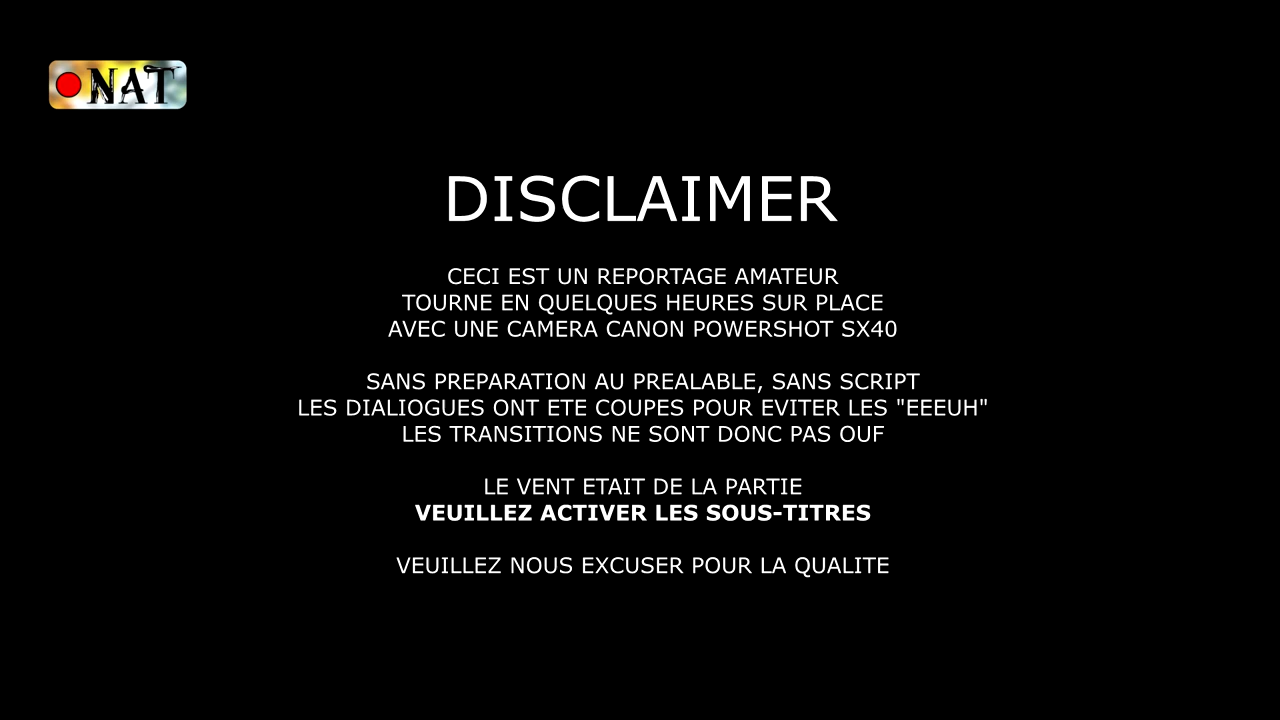 NAT
DISCLAIMER
CECI EST UN REPORTAGE AMATEUR
TOURNE EN QUELQUES HEURES SUR PLACE
AVEC UNE CAMERA CANON POWERSHOT SX40
SANS PREPARATION AU PREALABLE, SANS SCRIPT
LES DIALIOGUES ONT ETE COUPES POUR EVITER LES "EEEUH"
LES TRANSITIONS NE SONT DONC PAS OUF
LE VENT ETAIT DE LA PARTIE
VEUILLEZ ACTIVER LES SOUS-TITRES
VEUILLEZ NOUS EXCUSER POUR LA QUALITE